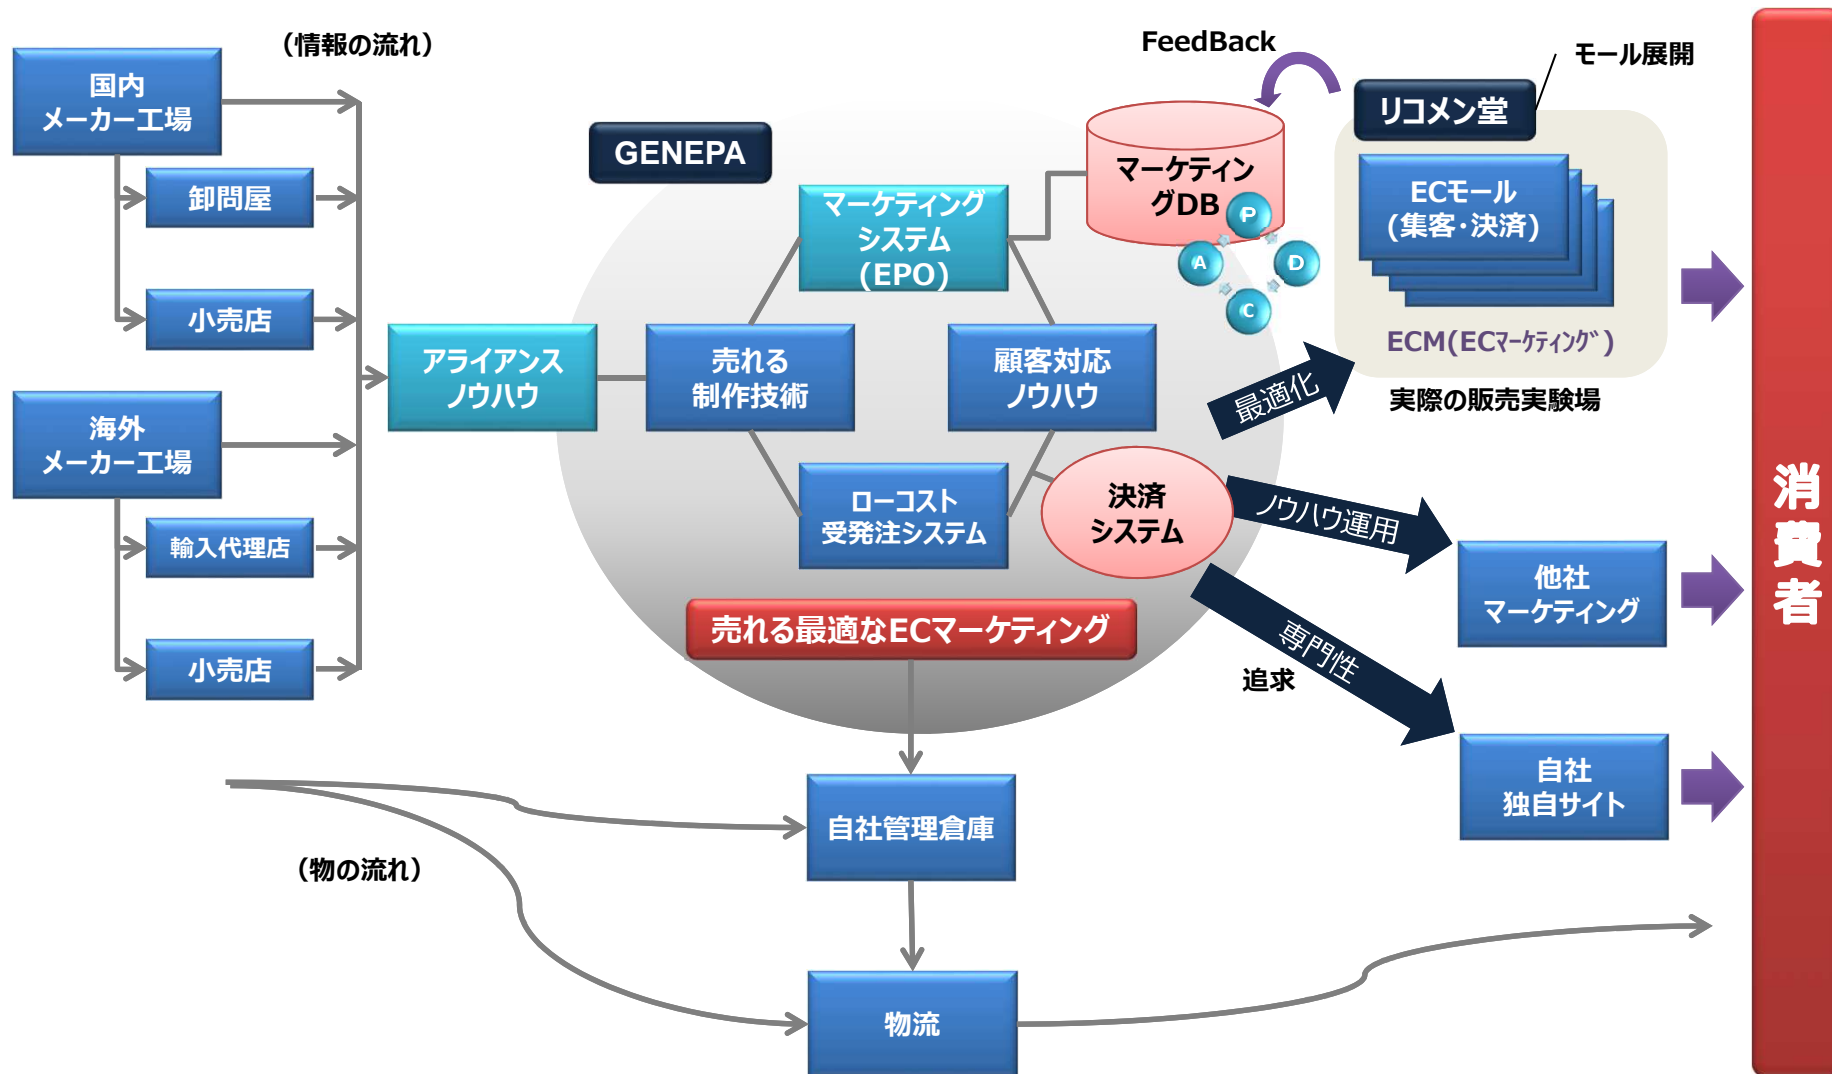 （情報の流れ）
国内
メーカー工場
卸問屋
小売店
海外
メーカー工場
輸入代理店
小売店
アライアンス
ノウハウ
GENEPA
マーケティング
システム
(EPO)
売れる
制作技術
顧客対応
ノウハウ
ローコスト
受発注システム
決済
システム
売れる最適なECマーケティング
FeedBack
マーケティン
グDB
P
D
C
A
モール展開
リコメン堂
ECモール
(集客・決済)
ECM(ECﾏｰｹﾃｨﾝｸﾞ)
実際の販売実験場
最適化
ノウハウ運用
専門性
追求
他社
マーケティング
自社
独自サイト
消費者
（物の流れ）
自社管理倉庫
物流